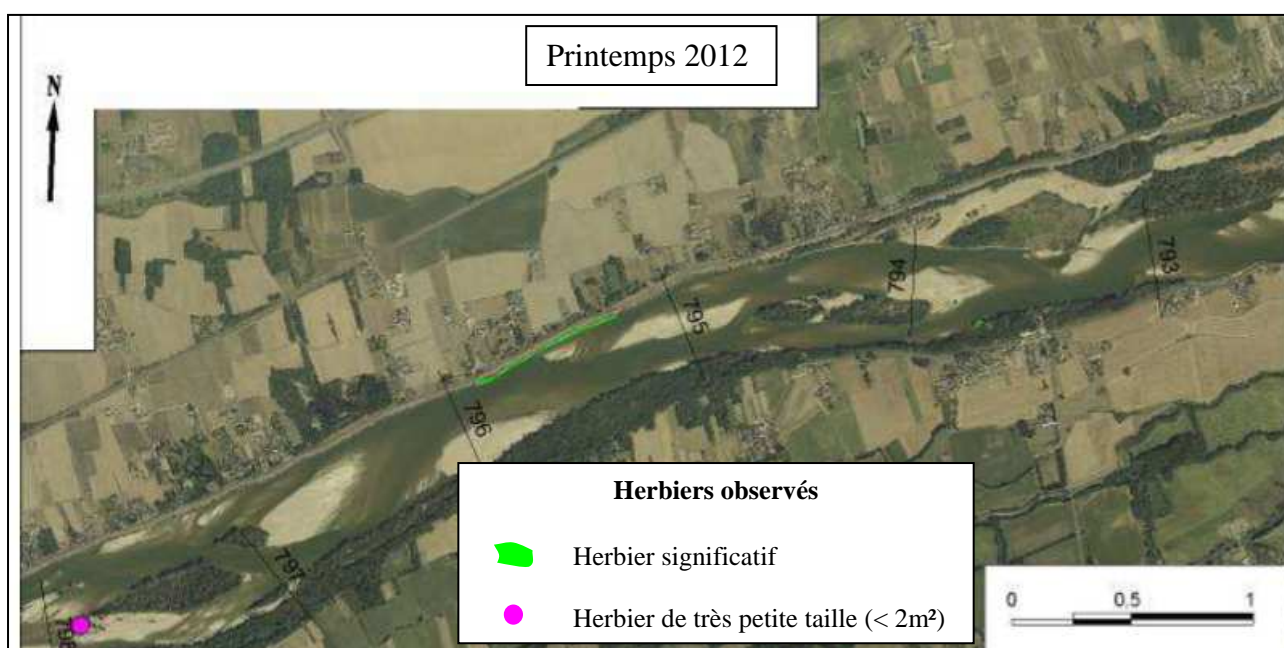 Printemps 2012
N
793
794
795
796
797
798
Herbiers observés
Herbier significatif
Herbier de très petite taille (< 2m²)
0 0.5 1